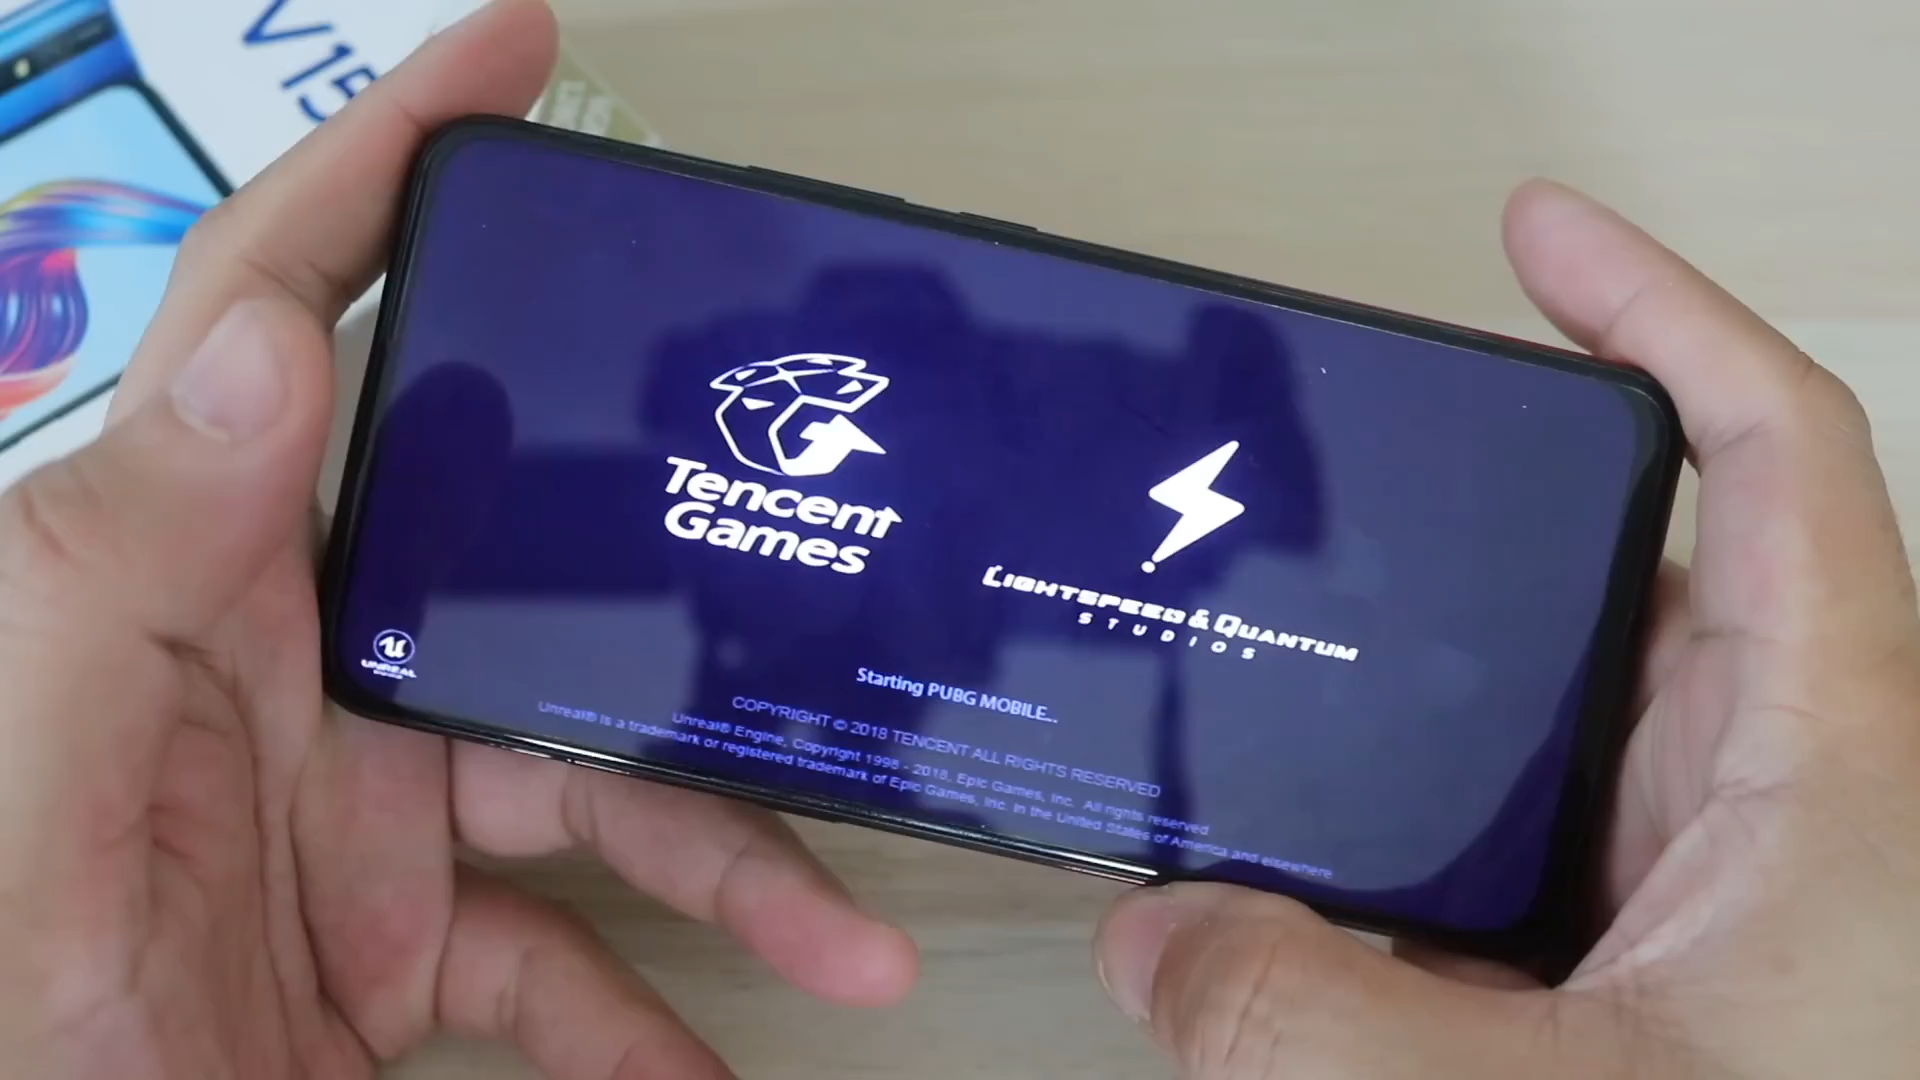 V15
Tencent
Games
LIGHTSPEED & QUANTUM
STUDIOS
UNREAL
Starting PUBG MOBILE..
COPYRIGHT © 2018 TENCENT ALL RIGHTS RESERVED
Unreal® Engine, Copyright 1998 - 2018, Epic Games, Inc. All rights reserved
Unreal® is a trademark or registered trademark of Epic Games, Inc. in the United States of America and elsewhere